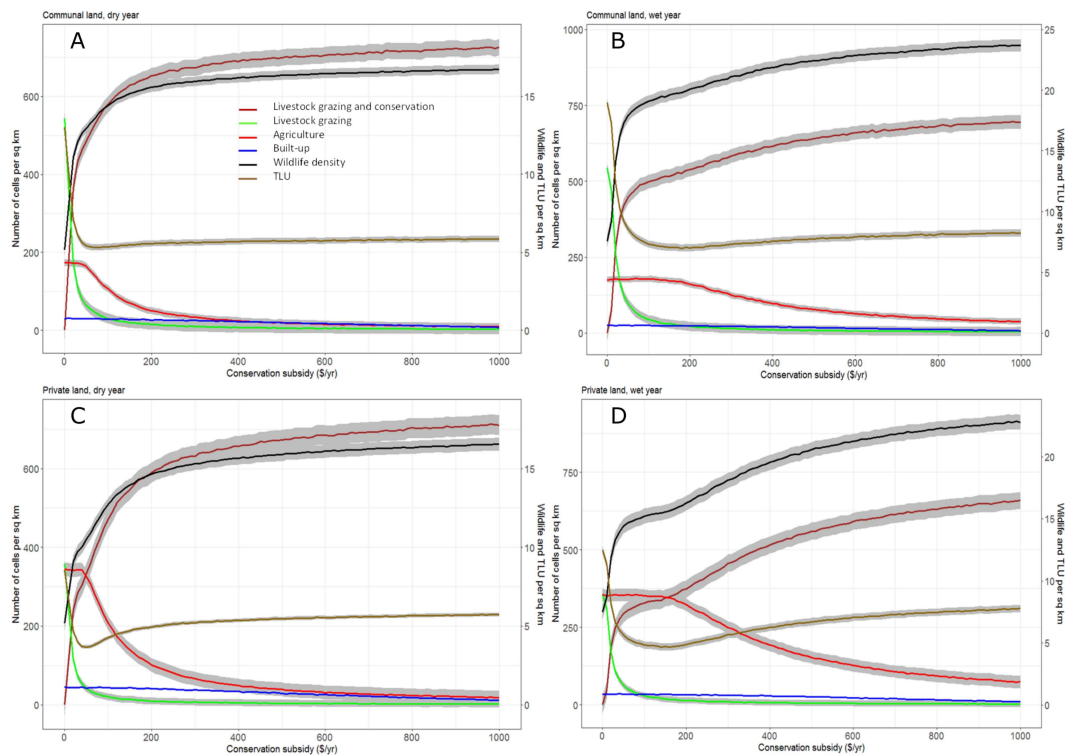 Communal land, dry year
A
Number of cells per sq km
600
400
200
0
15
10
5
0
Wildlife and TLU per sq km
Livestock grazing and conservation
Livestock grazing
Agriculture
Built-up
Wildlife density
TLU
0 200 400 600 800 1000
Conservation subsidy ($/yr)
Communal land, wet year
B
Number of cells per sq km
1000
750
500
250
0
25
20
15
10
5
0
Wildlife and TLU per sq km
0 200 400 600 800 1000
Conservation subsidy ($/yr)
Private land, dry year
C
Number of cells per sq km
600
400
200
0
15
10
5
0
Wildlife and TLU per sq km
0 200 400 600 800 1000
Conservation subsidy ($/yr)
Private land, wet year
D
Number of cells per sq km
750
500
250
0
20
15
10
5
0
Wildlife and TLU per sq km
0 200 400 600 800 1000
Conservation subsidy ($/yr)